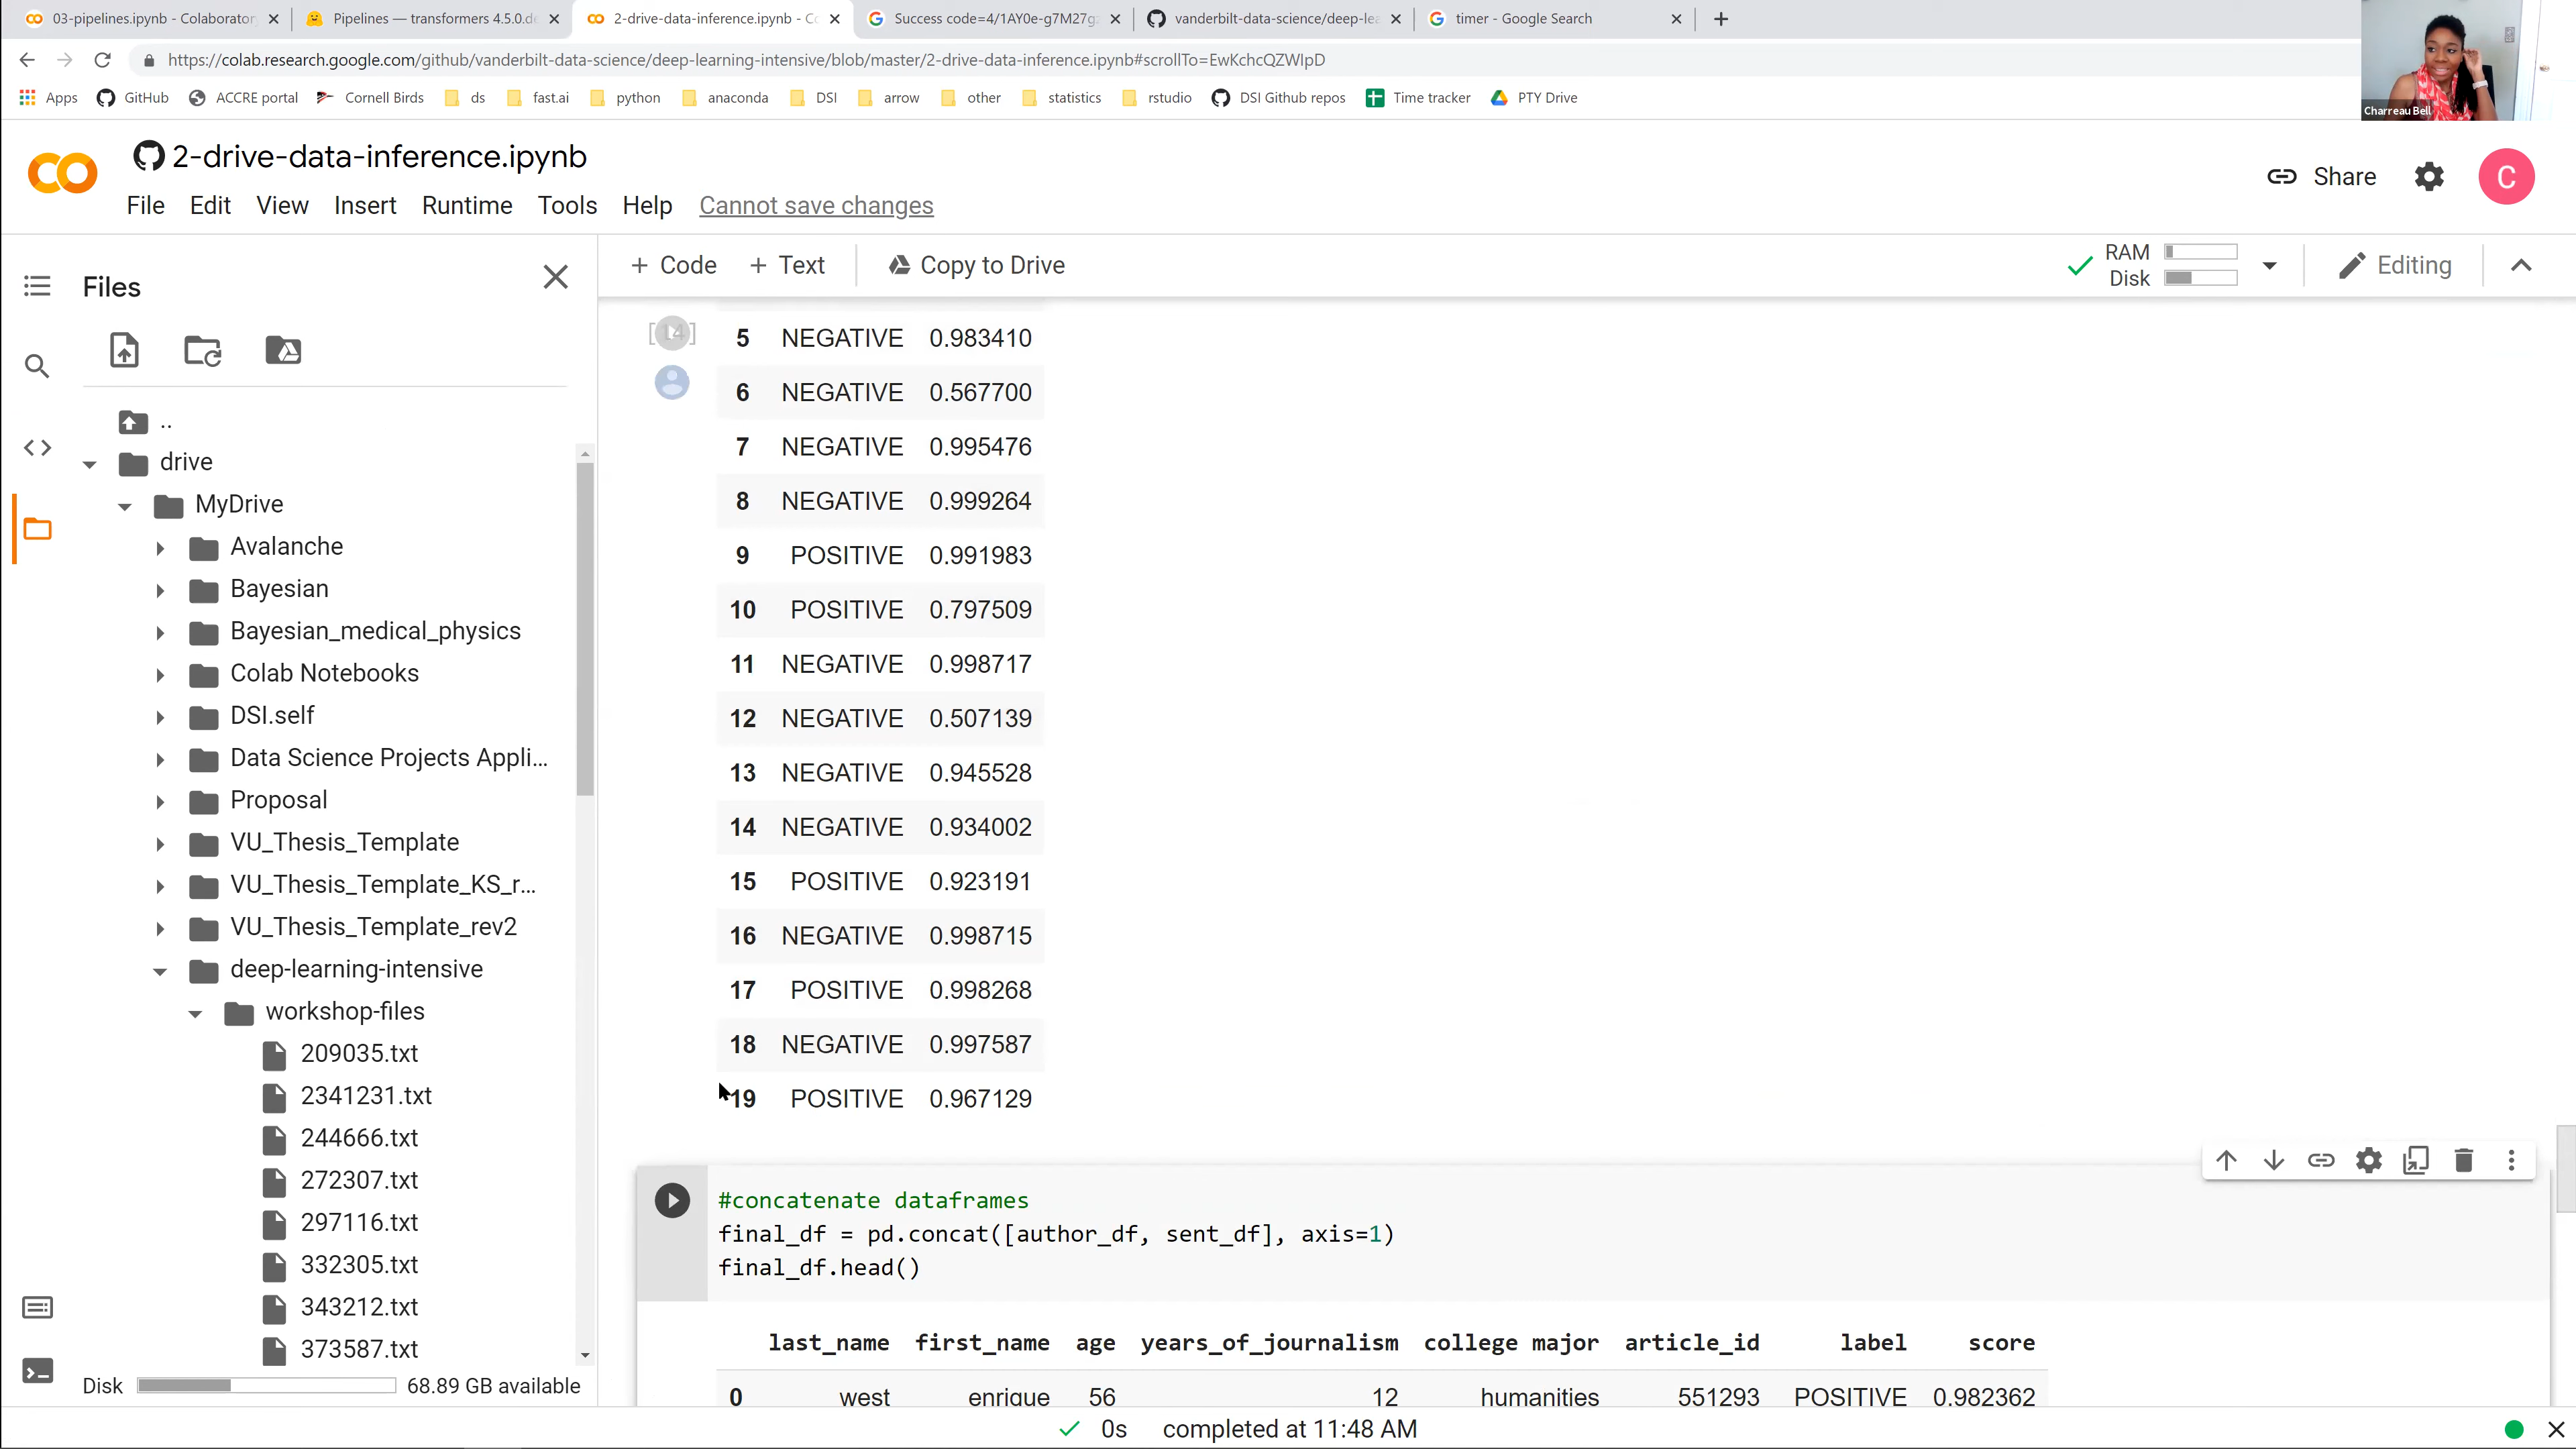 03-pipelines.ipynb - Colaborator
Pipelines — transformers 4.5.0.de
2-drive-data-inference.ipynb - Co
Success code=4/1AY0e-g7M27g
vanderbilt-data-science/deep-lea
timer - Google Search
https://colab.research.google.com/github/vanderbilt-data-science/deep-learning-intensive/blob/master/2-drive-data-inference.ipynb#scrollTo=EwKchcQZWlpD
Apps GitHub ACCRE portal Cornell Birds ds fast.ai python anaconda DSI arrow other statistics rstudio DSI Github repos Time tracker PTY Drive
Charreau Bell
2-drive-data-inference.ipynb
File Edit View Insert Runtime Tools Help Cannot save changes
Share
C
Files
+ Code + Text Copy to Drive
RAM
Disk
Editing
..
drive
MyDrive
Avalanche
Bayesian
Bayesian_medical_physics
Colab Notebooks
DSI.self
Data Science Projects Appli...
Proposal
VU_Thesis_Template
VU_Thesis_Template_KS_r...
VU_Thesis_Template_rev2
deep-learning-intensive
workshop-files
209035.txt
2341231.txt
244666.txt
272307.txt
297116.txt
332305.txt
343212.txt
373587.txt
Disk 68.89 GB available
[14]
5 NEGATIVE 0.983410
6 NEGATIVE 0.567700
7 NEGATIVE 0.995476
8 NEGATIVE 0.999264
9 POSITIVE 0.991983
10 POSITIVE 0.797509
11 NEGATIVE 0.998717
12 NEGATIVE 0.507139
13 NEGATIVE 0.945528
14 NEGATIVE 0.934002
15 POSITIVE 0.923191
16 NEGATIVE 0.998715
17 POSITIVE 0.998268
18 NEGATIVE 0.997587
19 POSITIVE 0.967129
#concatenate dataframes
final_df = pd.concat([author_df, sent_df], axis=1)
final_df.head()
last_name first_name age years_of_journalism college major article_id label score
0 west enrique 56 12 humanities 551293 POSITIVE 0.982362
0s completed at 11:48 AM